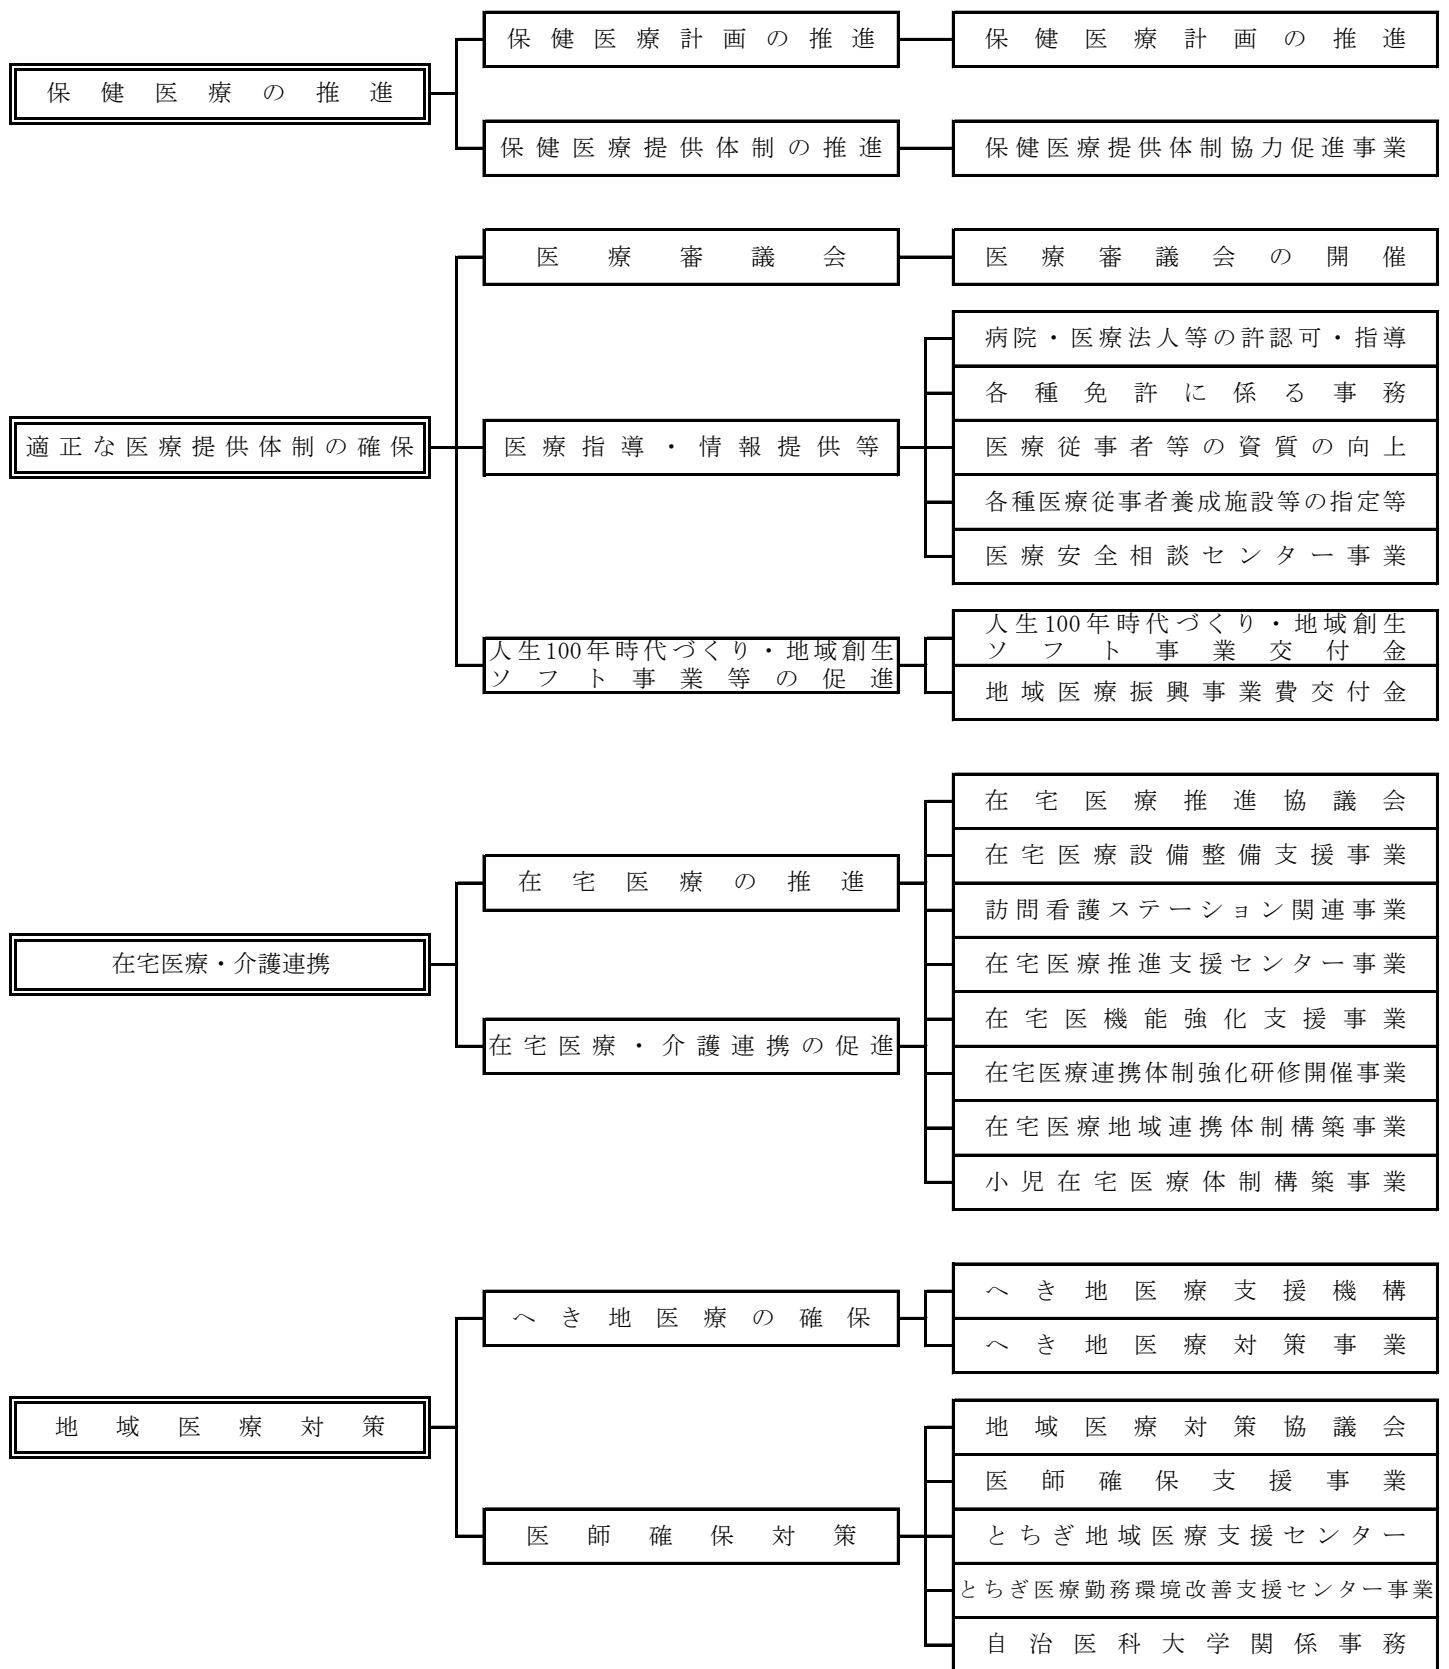 保健医療の推進
保健医療計画の推進
保健医療計画の推進
保健医療提供体制の推進
保健医療提供体制協力促進事業
適正な医療提供体制の確保
医療審議会
医療審議会の開催
医療指導・情報提供等
病院・医療法人等の許認可・指導
各種免許に係る事務
医療従事者等の資質の向上
各種医療従事者養成施設等の指定等
医療安全相談センター事業
人生100年時代づくり・地域創生
ソフト事業等の促進
人生100年時代づくり・地域創生
ソフト事業交付金
地域医療振興事業費交付金
在宅医療・介護連携
在宅医療の推進
在宅医療・介護連携の促進
在宅医療推進協議会
在宅医療設備整備支援事業
訪問看護ステーション関連事業
在宅医療推進支援センター事業
在宅医機能強化支援事業
在宅医療連携体制強化研修開催事業
在宅医療地域連携体制構築事業
小児在宅医療体制構築事業
地域医療対策
へき地医療の確保
へき地医療支援機構
へき地医療対策事業
医師確保対策
地域医療対策協議会
医師確保支援事業
とちぎ地域医療支援センター
とちぎ医療勤務環境改善支援センター事業
自治医科大学関係事務